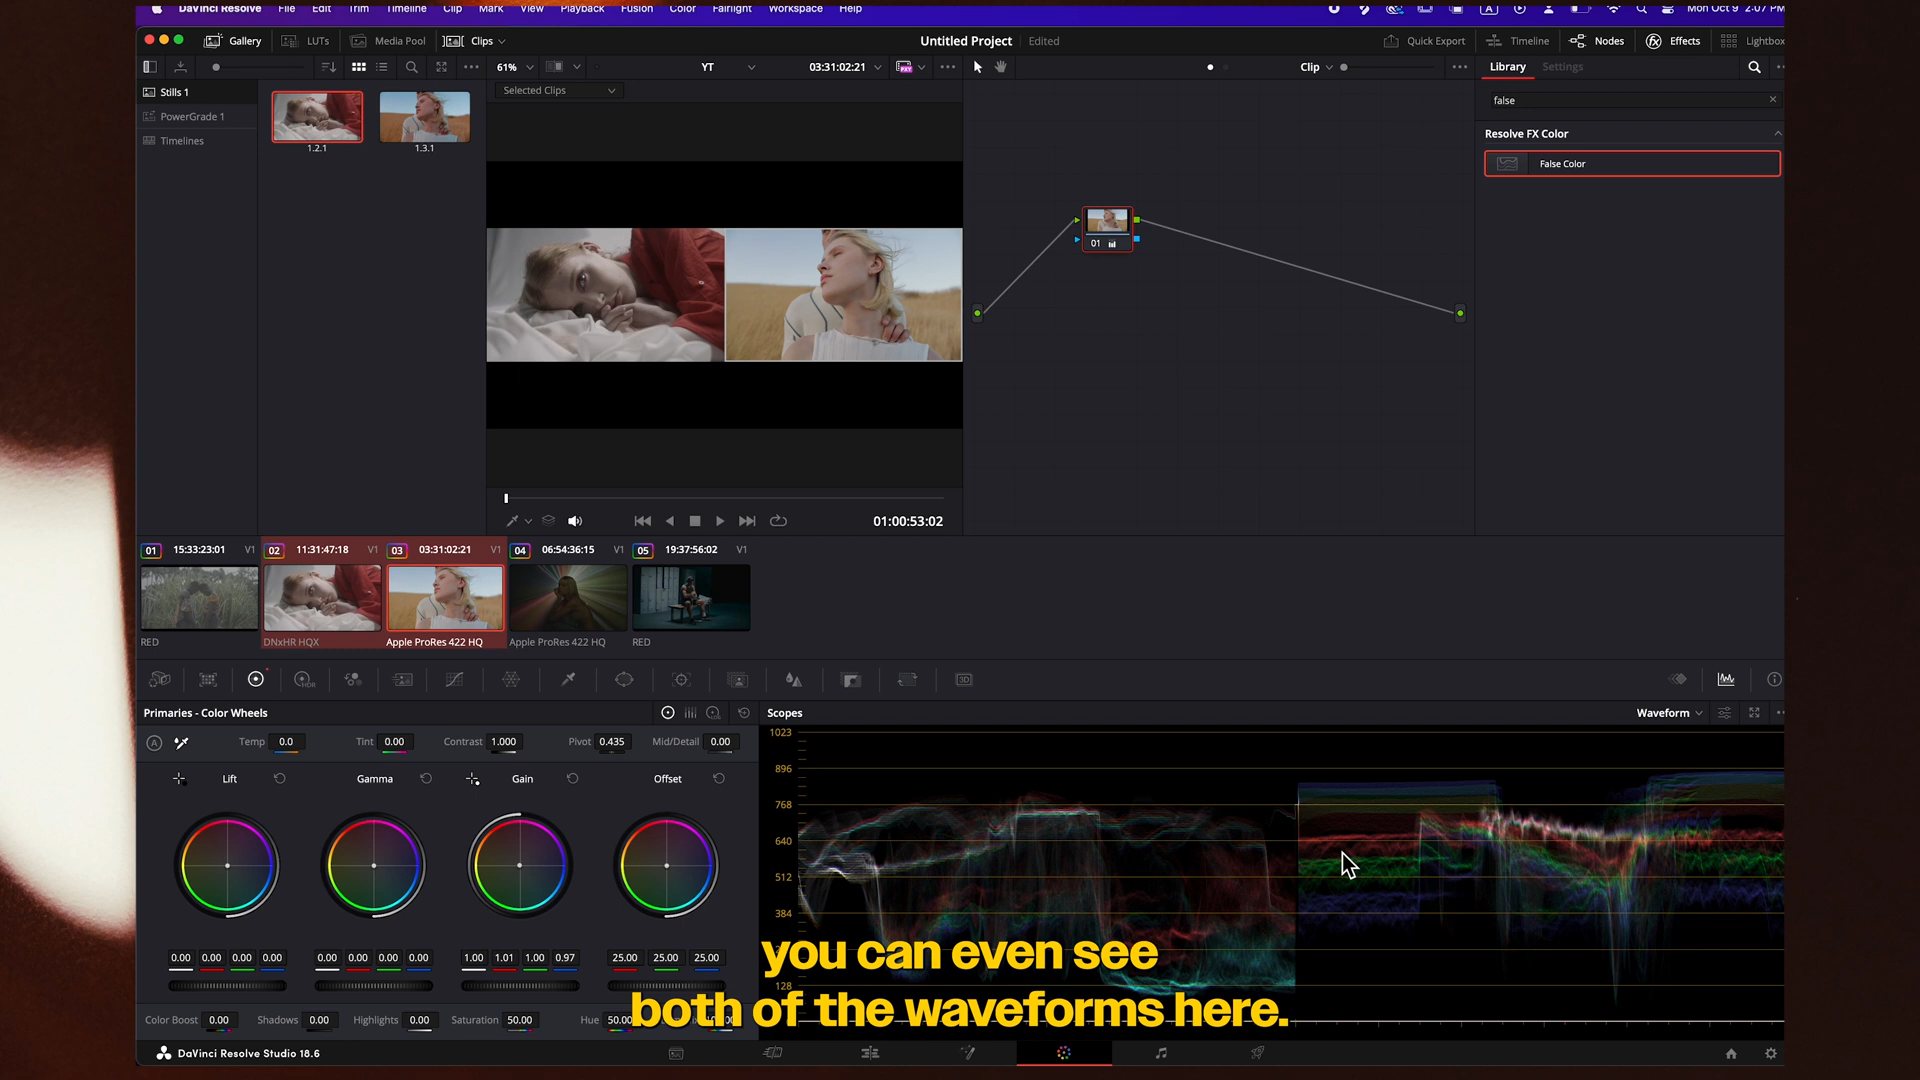 DaVinci Resolve File Edit Trim Timeline Clip Mark View Playback Fusion Color Fairlight Workspace Help Mon Oct 9 2:07 PM
Gallery LUTs Media Pool Clips Untitled Project Edited Quick Export Timeline Nodes Effects Lightbox
61% YT 03:31:02:21 Clip Library Settings
Stills 1
PowerGrade 1
Timelines
1.2.1 1.3.1
Selected Clips
false
Resolve FX Color
False Color
01
01:00:53:02
01 15:33:23:01 V1 02 11:31:47:18 V1 03 03:31:02:21 V1 04 06:54:36:15 V1 05 19:37:56:02 V1
RED DNxHR HQX Apple ProRes 422 HQ Apple ProRes 422 HQ RED
Primaries - Color Wheels
Temp 0.0 Tint 0.00 Contrast 1.000 Pivot 0.435 Mid/Detail 0.00
Lift Gamma Gain Offset
0.00 0.00 0.00 0.00 0.00 0.00 0.00 0.00 1.00 1.01 1.00 0.97 25.00 25.00 25.00
Color Boost 0.00 Shadows 0.00 Highlights 0.00 Saturation 50.00 Hue 50.00
Scopes Waveform
1023
896
768
640
512
384
128
you can even see
both of the waveforms here.
DaVinci Resolve Studio 18.6